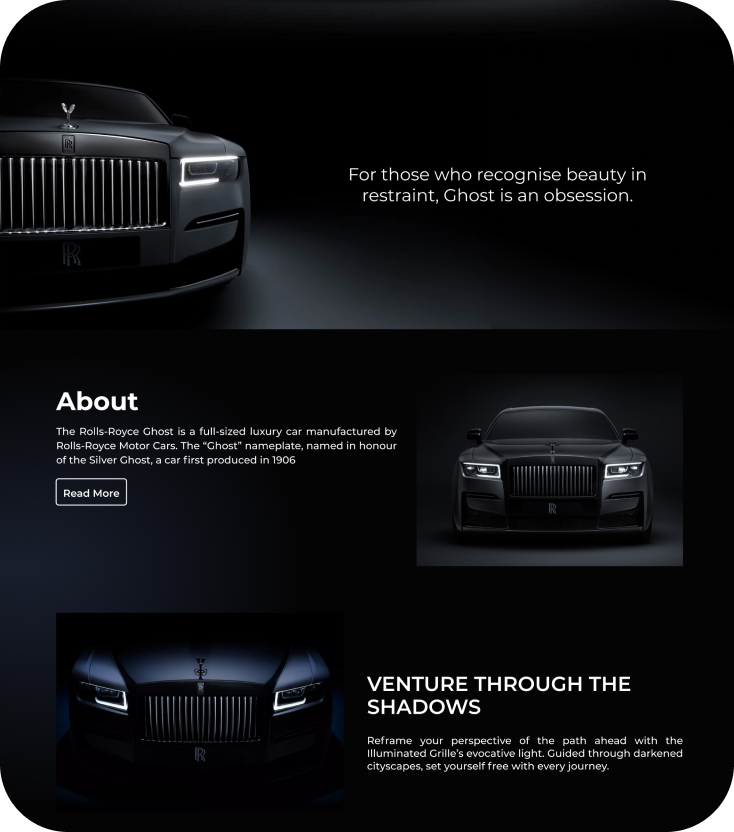 For those who recognise beauty in
restraint, Ghost is an obsession.
About
The Rolls-Royce Ghost is a full-sized luxury car manufactured by
Rolls-Royce Motor Cars. The “Ghost” nameplate, named in honour
of the Silver Ghost, a car first produced in 1906
Read More
VENTURE THROUGH THE
SHADOWS
Reframe your perspective of the path ahead with the
Illuminated Grille’s evocative light. Guided through darkened
cityscapes, set yourself free with every journey.